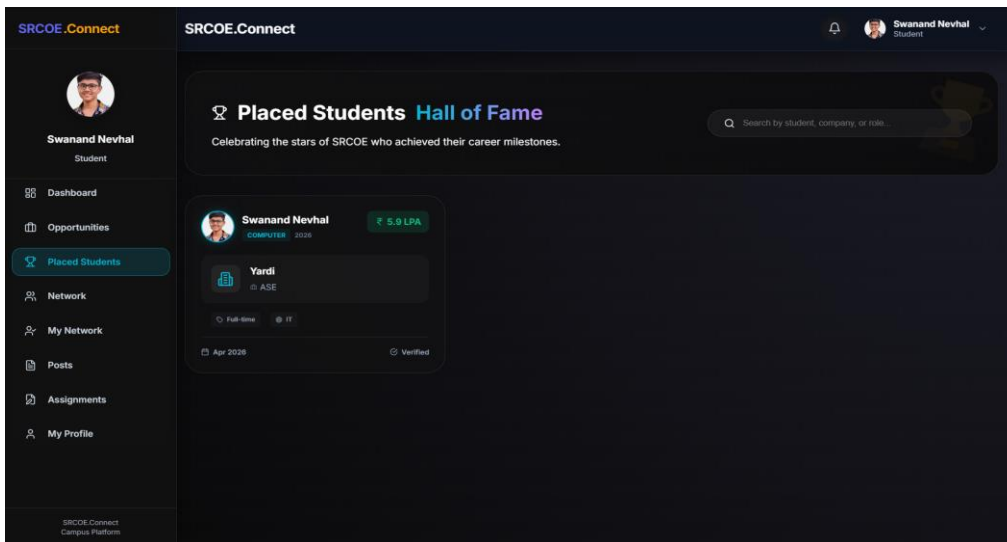 SRCOE.Connect
SRCOE.Connect
Swanand Nevhal
Student
Swanand Nevhal
Student
Dashboard
Opportunities
Placed Students
Network
My Network
Posts
Assignments
My Profile
SRCOE.Connect
Campus Platform
Placed Students Hall of Fame
Celebrating the stars of SRCOE who achieved their career milestones.
Search by student, company, or role...
Swanand Nevhal
COMPUTER 2026
₹ 5.9 LPA
Yardi
ASE
Full-time IT
Apr 2026 Verified